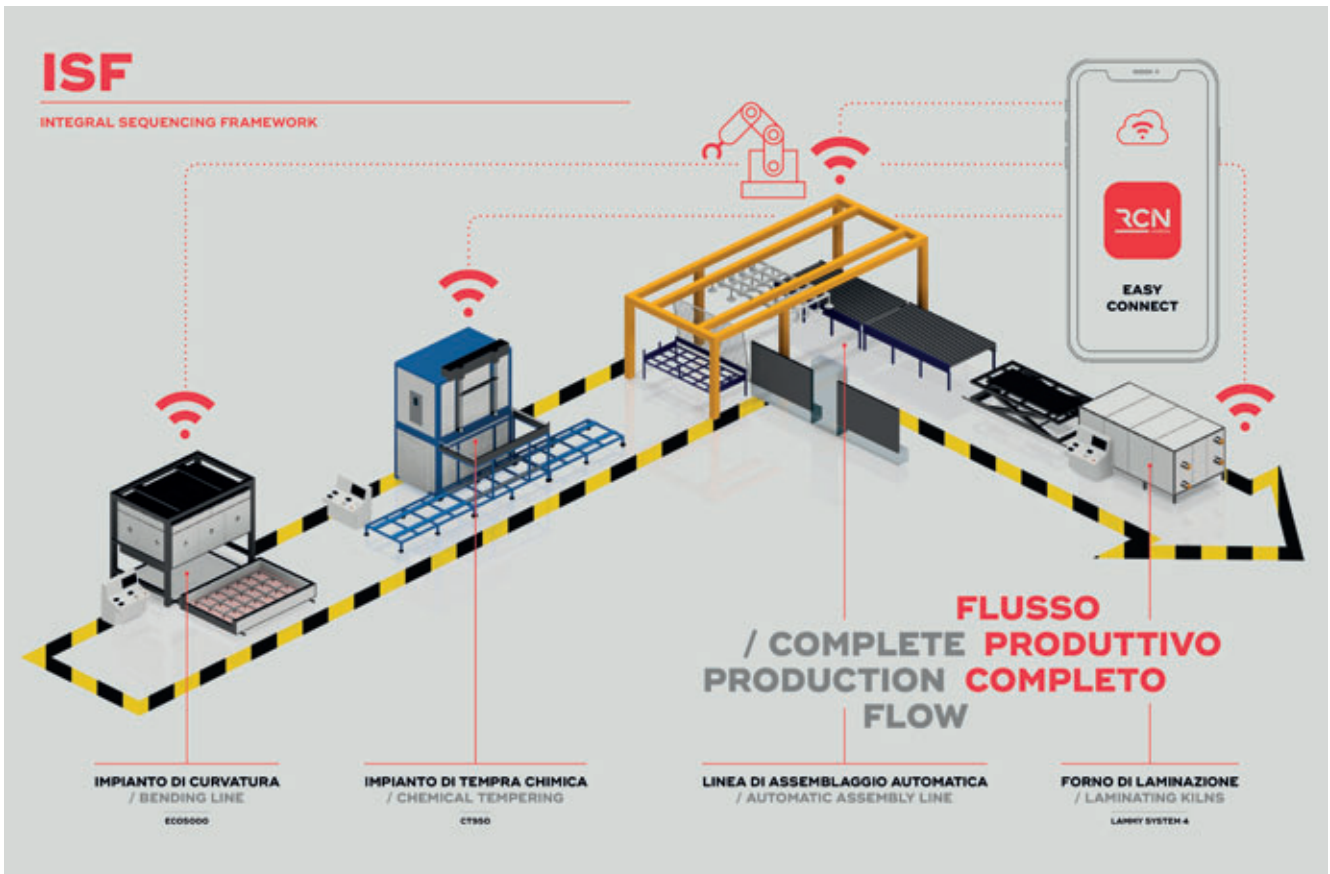 ISF
INTEGRAL SEQUENCING FRAMEWORK
RCN
EASY
CONNECT
FLUSSO
/ COMPLETE PRODUTTIVO
PRODUCTION COMPLETO
FLOW
IMPIANTO DI CURVATURA
/ BENDING LINE
ECO5000
IMPIANTO DI TEMPRA CHIMICA
/ CHEMICAL TEMPERING
CT950
LINEA DI ASSEMBLAGGIO AUTOMATICA
/ AUTOMATIC ASSEMBLY LINE
FORNO DI LAMINAZIONE
/ LAMINATING KILNS
LAMMY SYSTEM 4